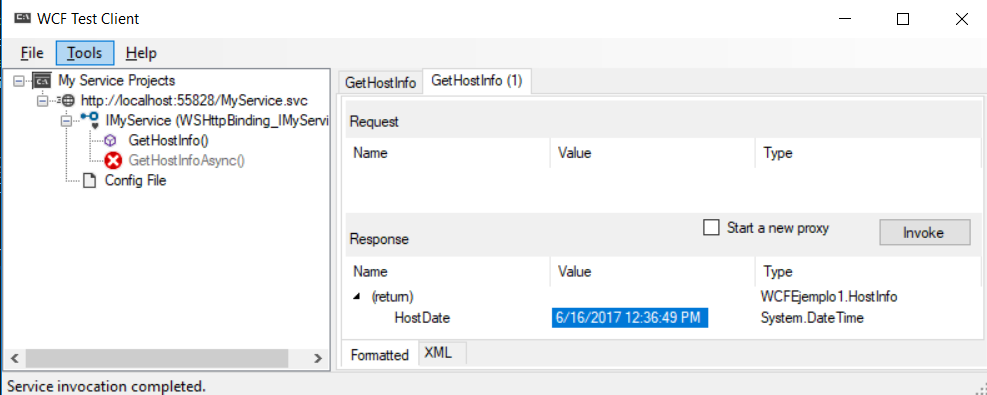 WCF Test Client
File Tools Help
My Service Projects
http://localhost:55828/MyService.svc
IMyService (WSHttpBinding_IMyServi
GetHostInfo()
GetHostInfoAsync()
Config File
GetHostInfo GetHostInfo (1)
Request
Name Value Type
Start a new proxy Invoke
Response
Name Value Type
(return) WCFEjemplo1.HostInfo
HostDate 6/16/2017 12:36:49 PM System.DateTime
Formatted XML
Service invocation completed.